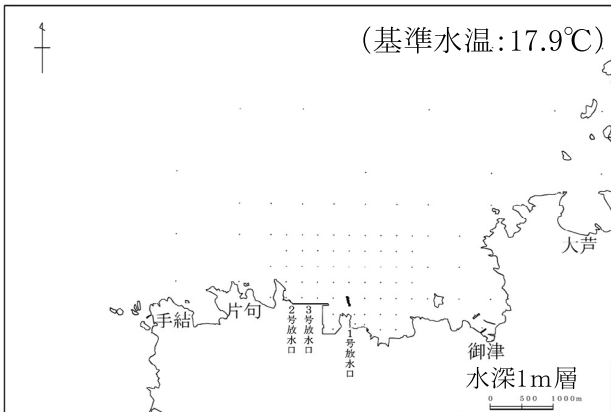 (基準水温:17.9℃)
大芦
片句
手結
2号放水口
3号放水口
1号放水口
御津
水深1m層
0 500 1000m